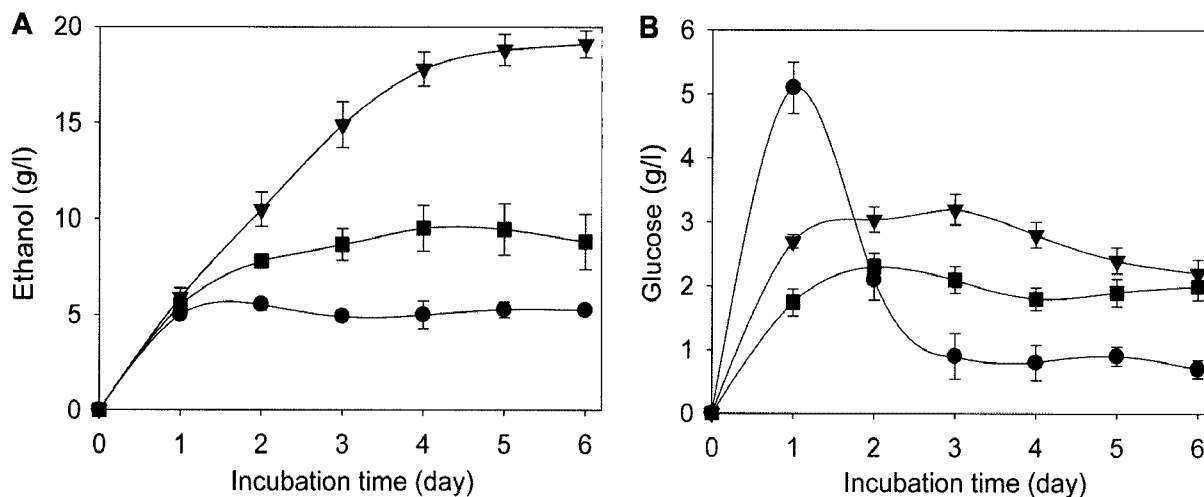 A
Ethanol (g/l)
20
15
10
5
0
0 1 2 3 4 5 6
Incubation time (day)
B
Glucose (g/l)
6
5
4
3
2
1
0
0 1 2 3 4 5 6
Incubation time (day)